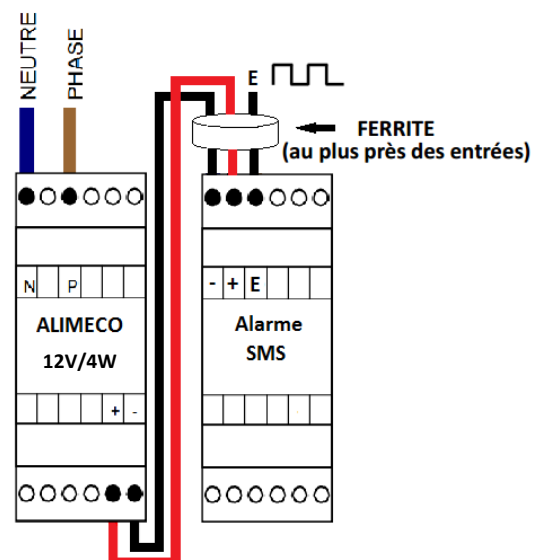 NEUTRE
PHASE
E
FERRITE
(au plus près des entrées)
N P
ALIMECO
12V/4W
+ -
- + E
Alarme
SMS